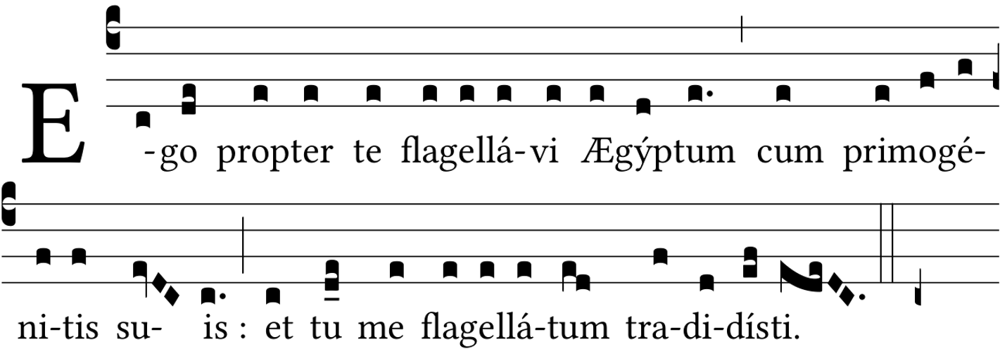 E-go propter te flagellá-vi Ægýptum cum primogé-
ni-tis su- is : et tu me flagellá-tum tra-di-dísti.